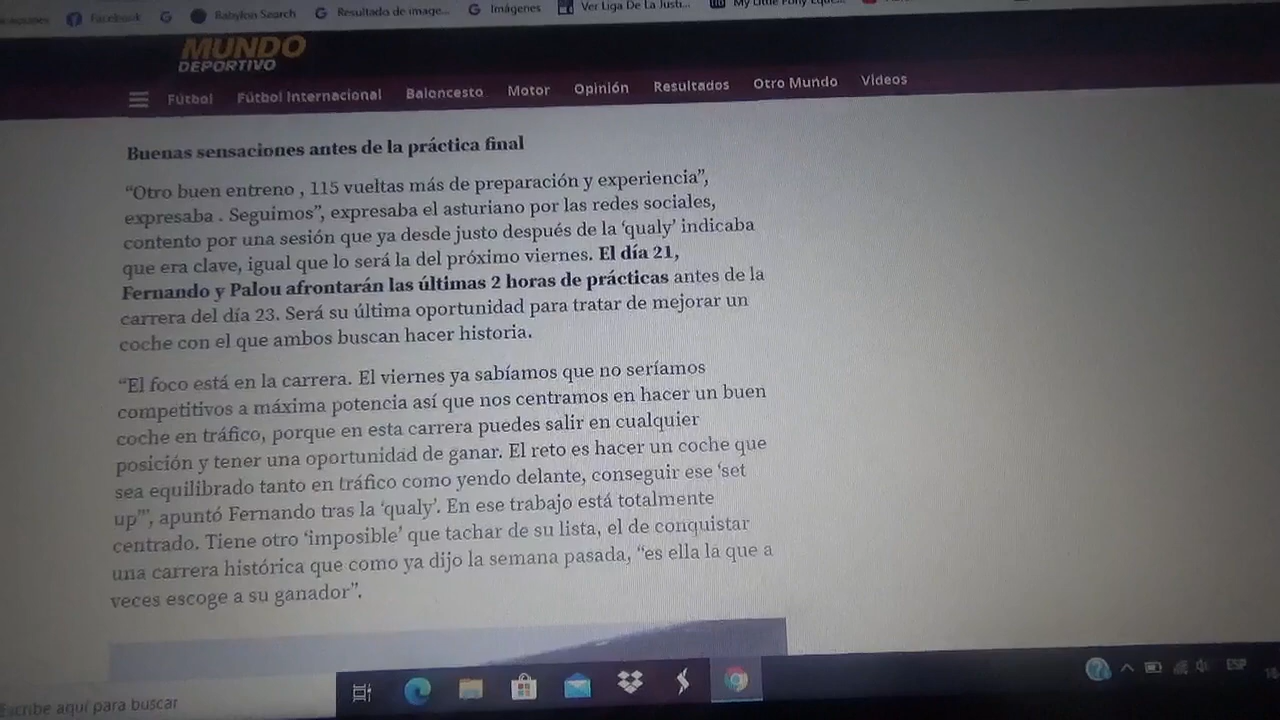 Facebook
Babylon Search
Resultado de image...
Imágenes
Ver Liga De La Justi...
My Little Pony Eque...
MUNDO
DEPORTIVO
Fútbol Fútbol Internacional Baloncesto Motor Opinión Resultados Otro Mundo Videos
Buenas sensaciones antes de la práctica final
“Otro buen entreno , 115 vueltas más de preparación y experiencia”,
expresaba . Seguimos”, expresaba el asturiano por las redes sociales,
contento por una sesión que ya desde justo después de la ‘qualy’ indicaba
que era clave, igual que lo será la del próximo viernes. El día 21,
Fernando y Palou afrontarán las últimas 2 horas de prácticas antes de la
carrera del día 23. Será su última oportunidad para tratar de mejorar un
coche con el que ambos buscan hacer historia.
“El foco está en la carrera. El viernes ya sabíamos que no seríamos
competitivos a máxima potencia así que nos centramos en hacer un buen
coche en tráfico, porque en esta carrera puedes salir en cualquier
posición y tener una oportunidad de ganar. El reto es hacer un coche que
sea equilibrado tanto en tráfico como yendo delante, conseguir ese ‘set
up’”, apuntó Fernando tras la ‘qualy’. En ese trabajo está totalmente
centrado. Tiene otro ‘imposible’ que tachar de su lista, el de conquistar
una carrera histórica que como ya dijo la semana pasada, “es ella la que a
veces escoge a su ganador”.
Escribe aquí para buscar
ESP